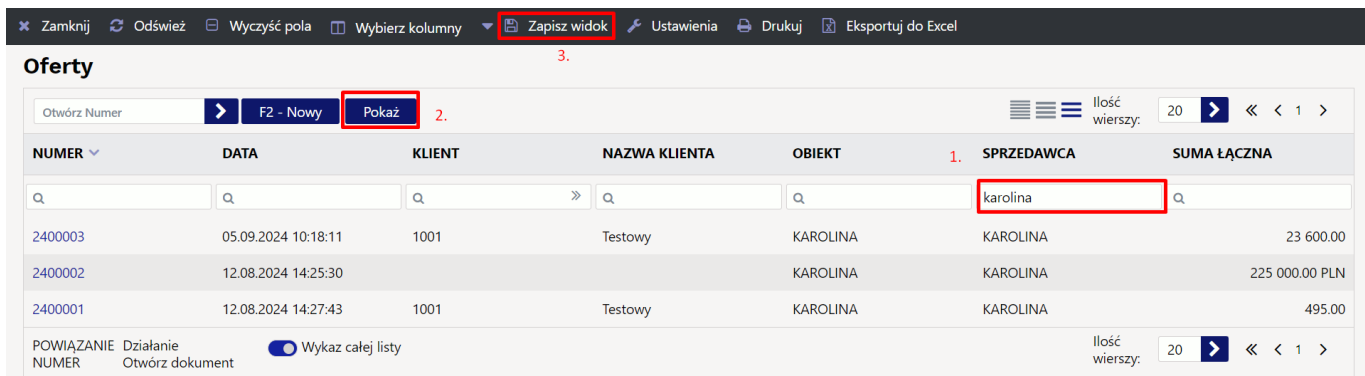 Zamknij Odśwież Wyczyść pola Wybierz kolumny Zapisz widok Ustawienia Drukuj Eksportuj do Excel
3.
Oferty
Otwórz Numer F2 - Nowy Pokaż 2. Ilość wierszy: 20 1
NUMER DATA KLIENT NAZWA KLIENTA OBIEKT 1. SPRZEDAWCA SUMA ŁĄCZNA
karolina
2400003 05.09.2024 10:18:11 1001 Testowy KAROLINA KAROLINA 23 600.00
2400002 12.08.2024 14:25:30 KAROLINA KAROLINA 225 000.00 PLN
2400001 12.08.2024 14:27:43 1001 Testowy KAROLINA KAROLINA 495.00
POWIĄZANIE Działanie Wykaz całej listy Ilość wierszy: 20 1
NUMER Otwórz dokument